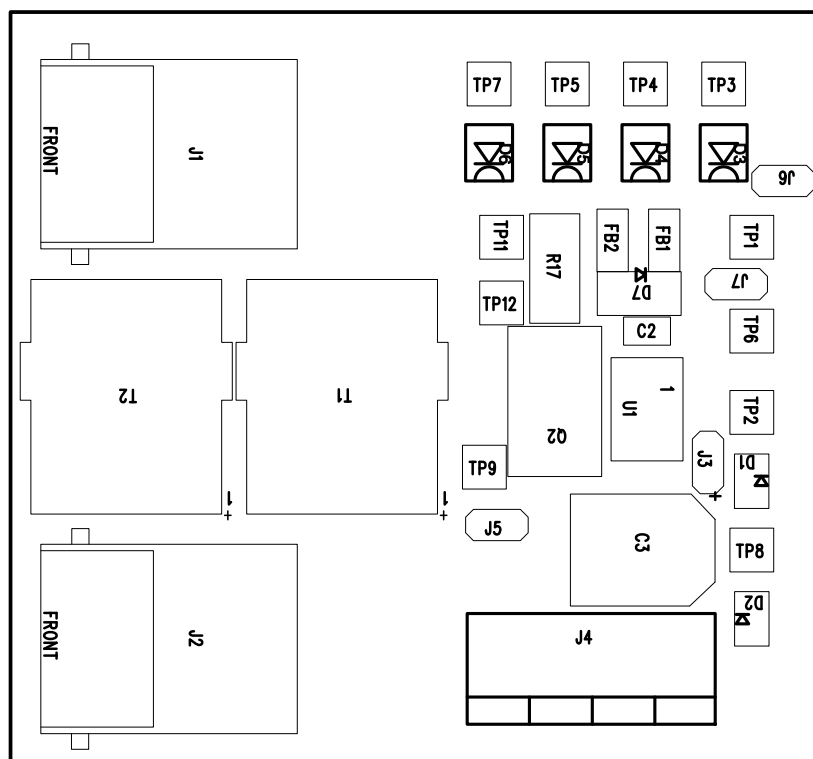 TP7 TP5 TP4 TP3
FRONT
J1
D6 D5 D4 D3
J6
TP11
R17
FB2
FB1
TP1
D7
J7
TP12
C2
TP6
T2
T1
Q2
U1
1
TP2
J3
D1
TP9
1
+
1
+
+
J5
C3
TP8
D2
FRONT
J2
J4